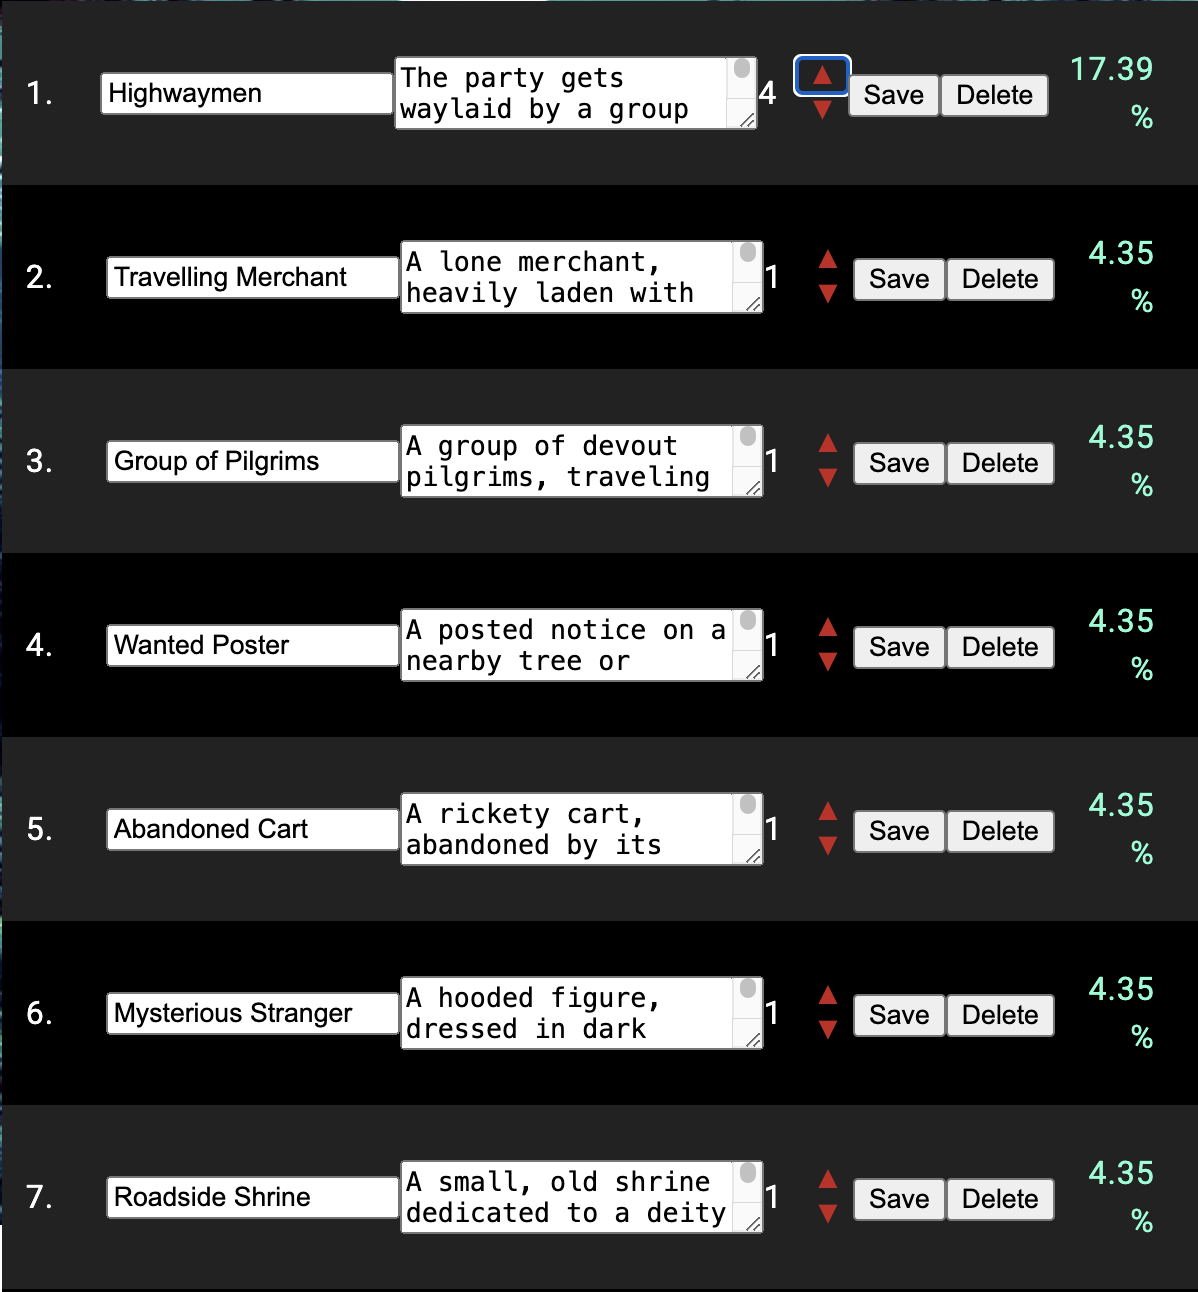 1. Highwaymen The party gets
waylaid by a group 4 ▲
▼ Save Delete 17.39
%
2. Travelling Merchant A lone merchant,
heavily laden with 1 ▲
▼ Save Delete 4.35
%
3. Group of Pilgrims A group of devout
pilgrims, traveling 1 ▲
▼ Save Delete 4.35
%
4. Wanted Poster A posted notice on a
nearby tree or 1 ▲
▼ Save Delete 4.35
%
5. Abandoned Cart A rickety cart,
abandoned by its 1 ▲
▼ Save Delete 4.35
%
6. Mysterious Stranger A hooded figure,
dressed in dark 1 ▲
▼ Save Delete 4.35
%
7. Roadside Shrine A small, old shrine
dedicated to a deity 1 ▲
▼ Save Delete 4.35
%